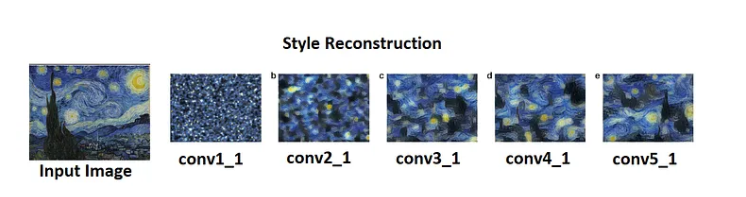 Style Reconstruction
b
c
d
e
Input Image
conv1_1
conv2_1
conv3_1
conv4_1
conv5_1